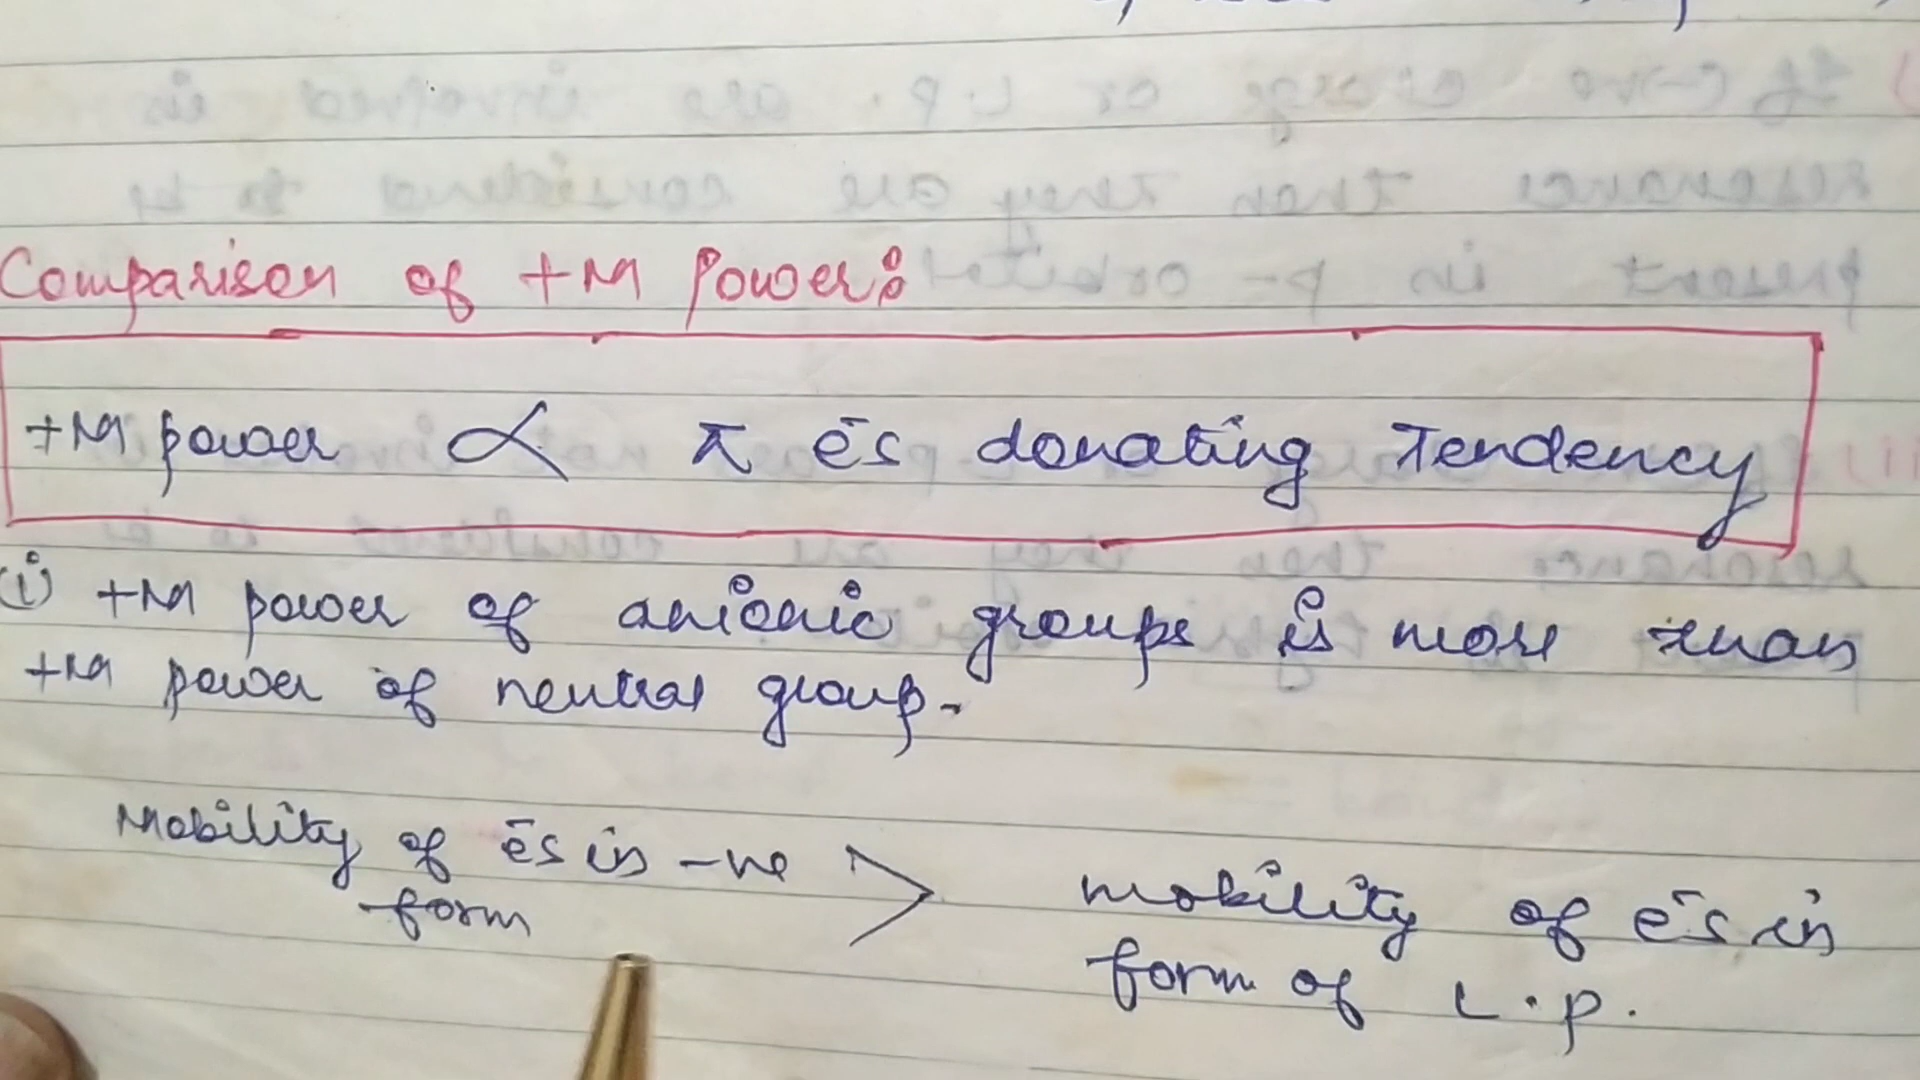 Comparison of +M Power:
+M power ∝ π ēs donating Tendency
(i) +M power of anionic groups is more than
+M power of neutral group.
Mobility of ēs in -ve
form
>
mobility of ēs in
form of L.p.